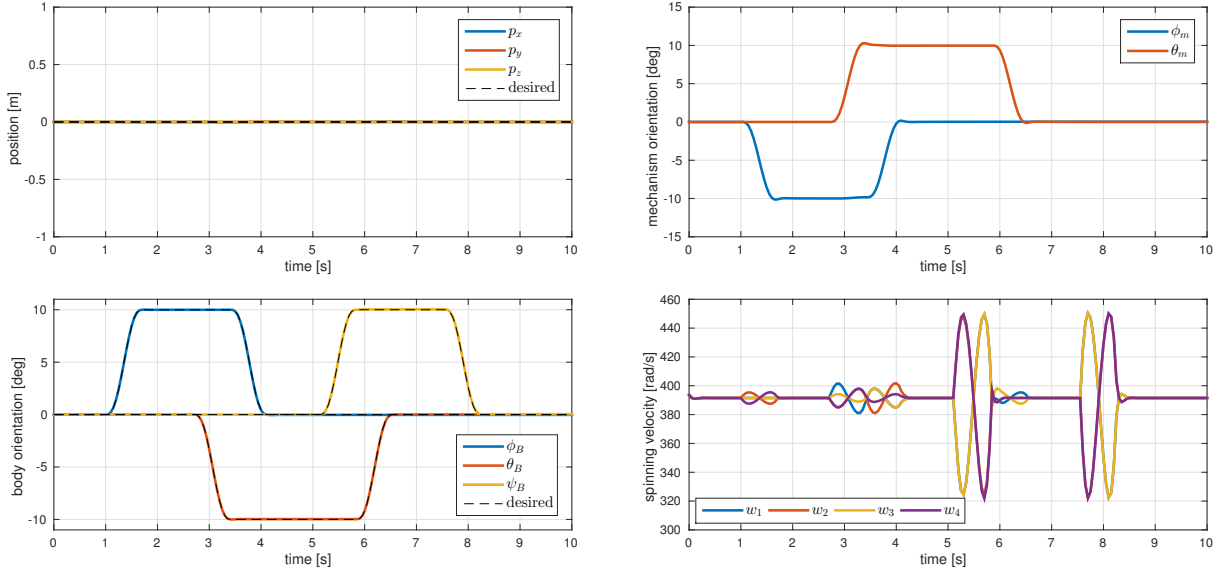 1
0.5
0
-0.5
-1
position [m]
0 1 2 3 4 5 6 7 8 9 10
time [s]
p_x
p_y
p_z
desired
15
10
5
0
-5
-10
-15
mechanism orientation [deg]
0 1 2 3 4 5 6 7 8 9 10
time [s]
ϕ_m
θ_m
10
5
0
-5
-10
body orientation [deg]
0 1 2 3 4 5 6 7 8 9 10
time [s]
ϕ_B
θ_B
ψ_B
desired
460
440
420
400
380
360
340
320
300
spinning velocity [rad/s]
w_1 w_2 w_3 w_4
0 1 2 3 4 5 6 7 8 9 10
time [s]